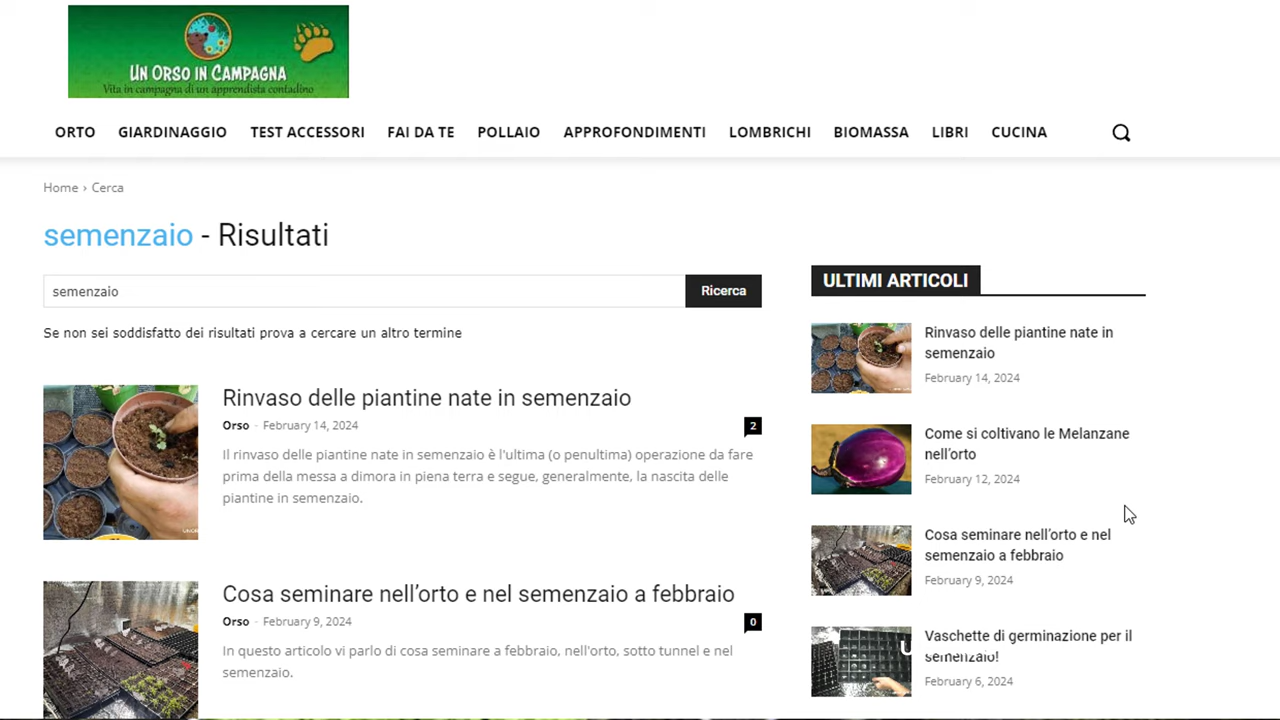 UN ORSO IN CAMPAGNA
Vita in campagna di un apprendista contadino
ORTO GIARDINAGGIO TEST ACCESSORI FAI DA TE POLLAIO APPROFONDIMENTI LOMBRICHI BIOMASSA LIBRI CUCINA
Home › Cerca
semenzaio - Risultati
semenzaio Ricerca
Se non sei soddisfatto dei risultati prova a cercare un altro termine
Rinvaso delle piantine nate in semenzaio
Orso - February 14, 2024 2
Il rinvaso delle piantine nate in semenzaio è l'ultima (o penultima) operazione da fare
prima della messa a dimora in piena terra e segue, generalmente, la nascita delle
piantine in semenzaio.
Cosa seminare nell’orto e nel semenzaio a febbraio
Orso - February 9, 2024 0
In questo articolo vi parlo di cosa seminare a febbraio, nell'orto, sotto tunnel e nel
semenzaio.
ULTIMI ARTICOLI
Rinvaso delle piantine nate in
semenzaio
February 14, 2024
Come si coltivano le Melanzane
nell’orto
February 12, 2024
Cosa seminare nell’orto e nel
semenzaio a febbraio
February 9, 2024
Vaschette di germinazione per il
semenzaio!
February 6, 2024